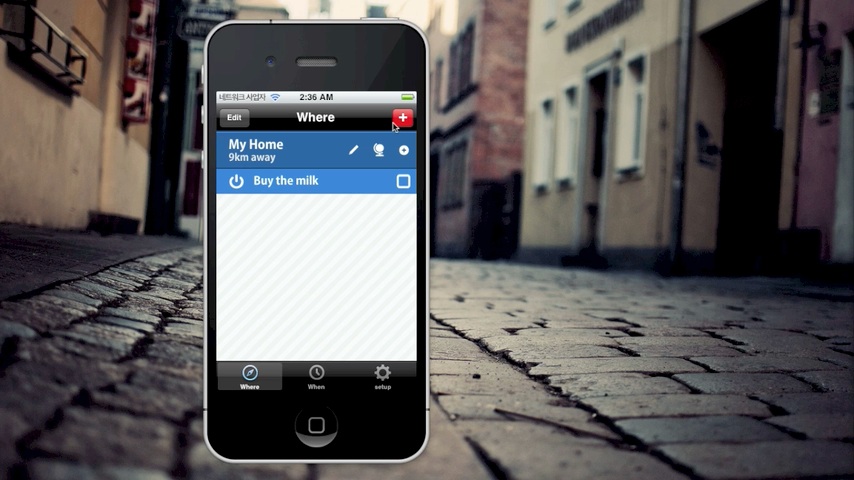 네트워크 사업자 2:36 AM
Edit Where +
My Home
9km away
Buy the milk
Where When setup